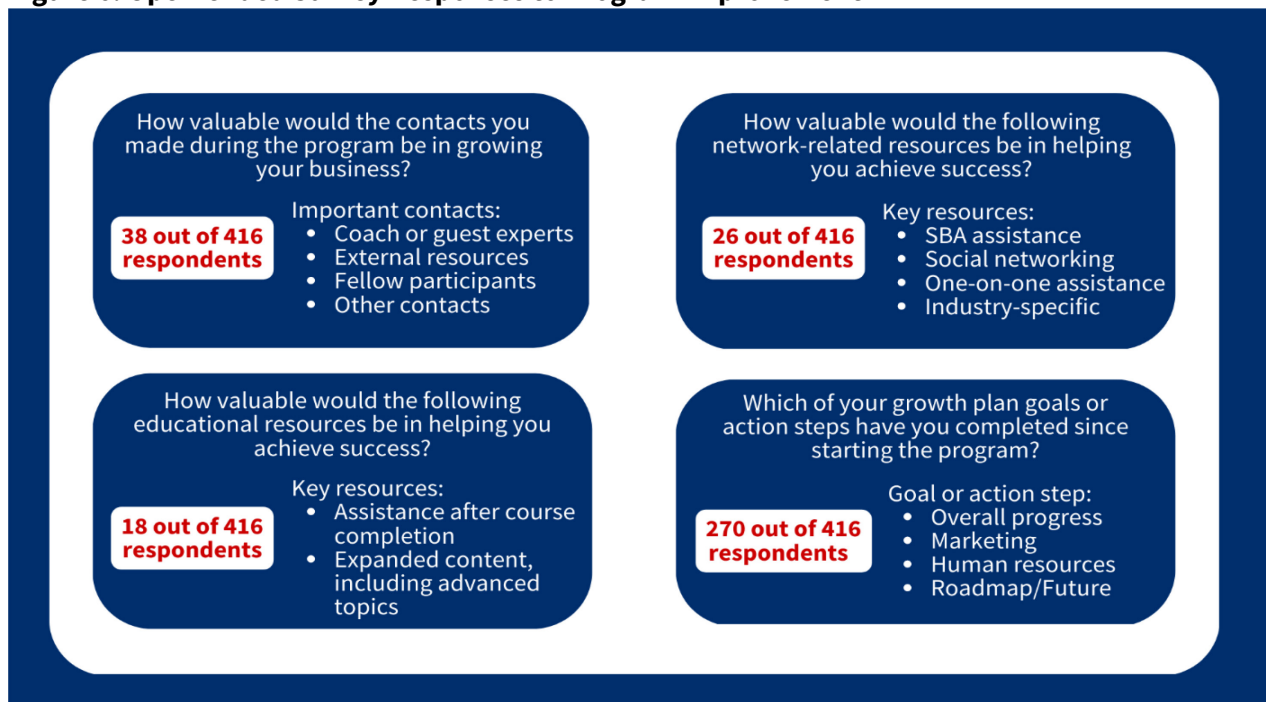 How valuable would the contacts you
made during the program be in growing
your business?
38 out of 416
respondents
Important contacts:
• Coach or guest experts
• External resources
• Fellow participants
• Other contacts
How valuable would the following
network-related resources be in helping
you achieve success?
26 out of 416
respondents
Key resources:
• SBA assistance
• Social networking
• One-on-one assistance
• Industry-specific
How valuable would the following
educational resources be in helping you
achieve success?
18 out of 416
respondents
Key resources:
• Assistance after course
completion
• Expanded content,
including advanced
topics
Which of your growth plan goals or
action steps have you completed since
starting the program?
270 out of 416
respondents
Goal or action step:
• Overall progress
• Marketing
• Human resources
• Roadmap/Future